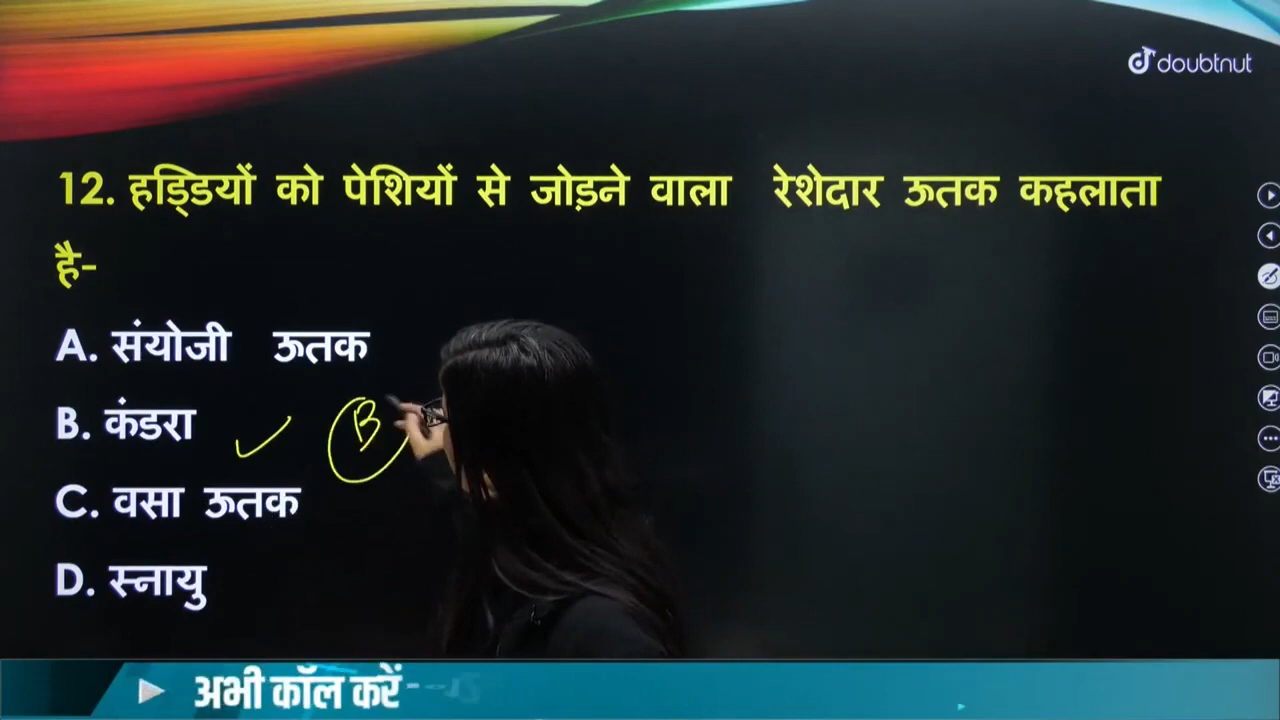 doubtnut
12. हड्डियों को पेशियों से जोड़ने वाला रेशेदार ऊतक कहलाता
है-
A. संयोजी ऊतक
B. कंडरा
B
C. वसा ऊतक
D. स्नायु
अभी कॉल करें